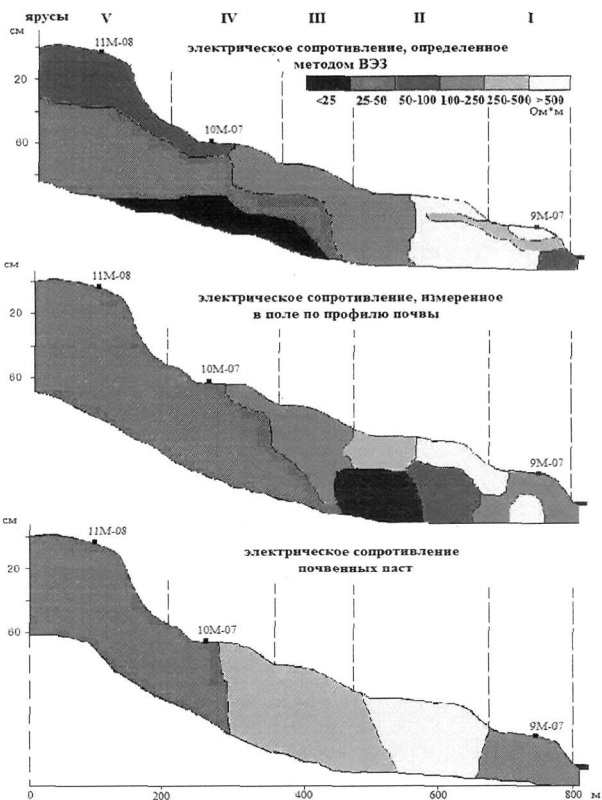 ярусы V IV III II I
см
11М-08
электрическое сопротивление, определенное
методом ВЭЗ
20
<25 25-50 50-100 100-250 250-500 >500
Ом*м
10М-07
60
9М-07
см
11М-08
электрическое сопротивление, измеренное
в поле по профилю почвы
20
10М-07
60
9М-07
см
11М-08
электрическое сопротивление
почвенных паст
20
10М-07
60
9М-07
0 200 400 600 800 м